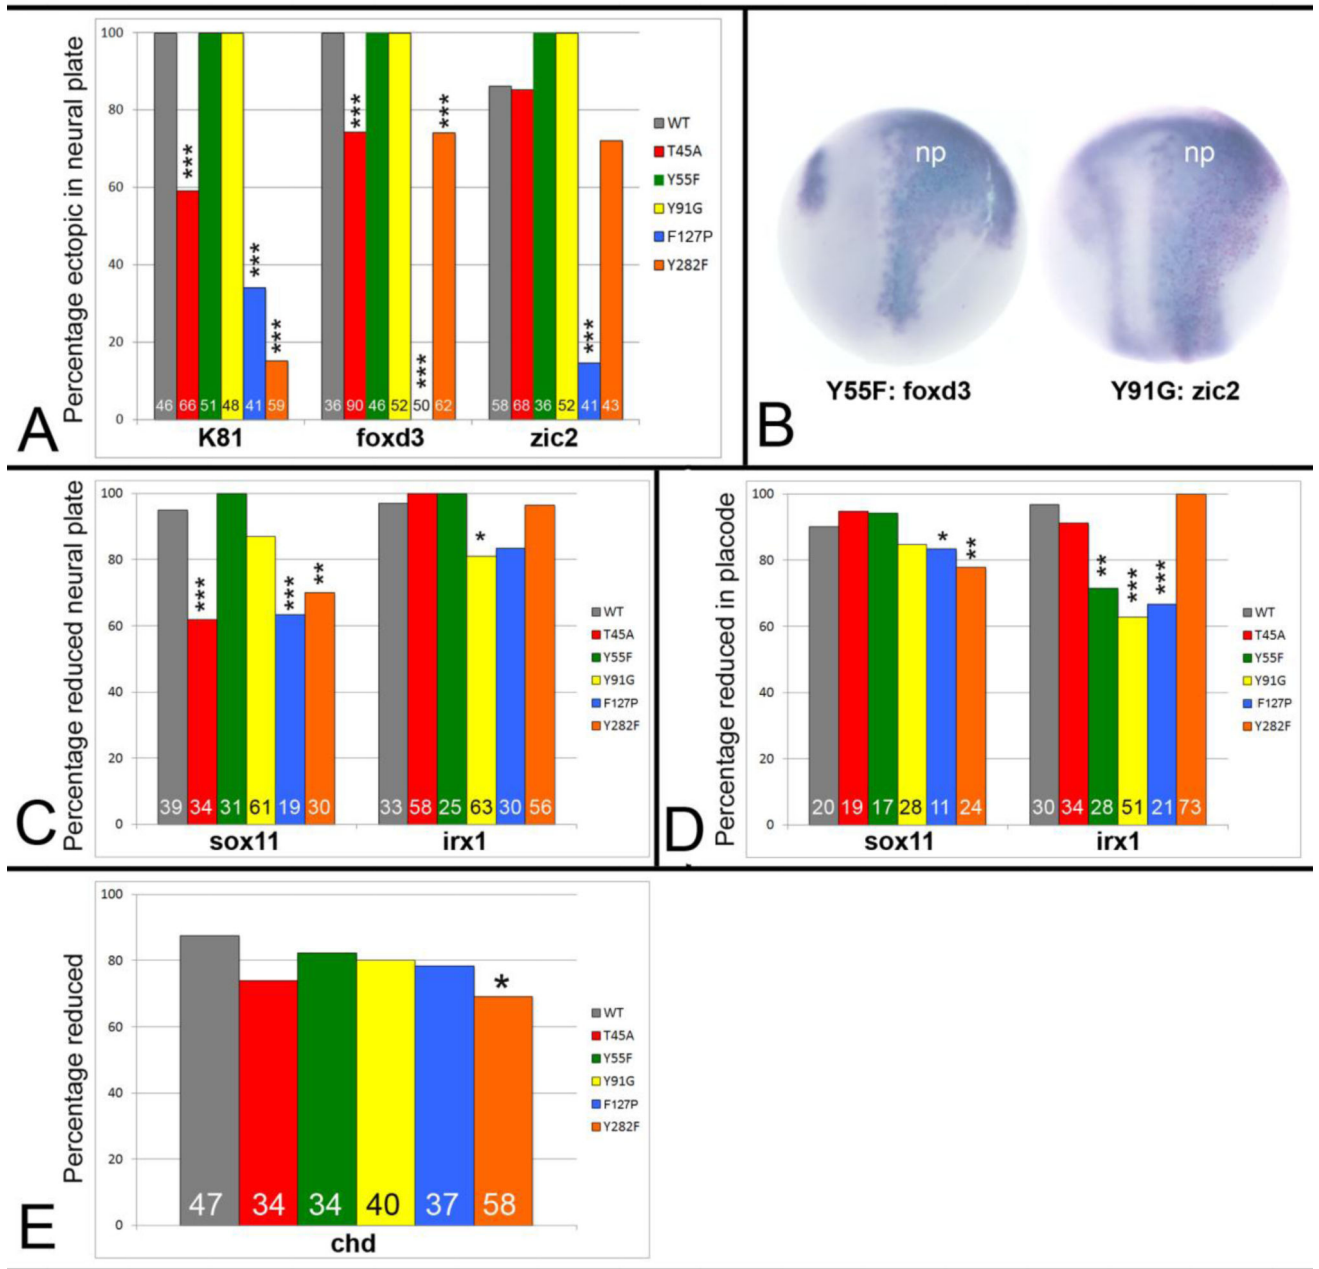 Percentage ectopic in neural plate
100
80
60
40
20
0
***
***
***
***
***
***
***
46 66 51 48 41 59
36 90 46 52 50 62
58 68 36 52 41 43
K81 foxd3 zic2
WT
T45A
Y55F
Y91G
F127P
Y282F
A
np
np
Y55F: foxd3
Y91G: zic2
B
Percentage reduced neural plate
100
80
60
40
20
0
***
***
**
*
39 34 31 61 19 30
33 58 25 63 30 56
sox11 irx1
WT
T45A
Y55F
Y91G
F127P
Y282F
C
Percentage reduced in placode
100
80
60
40
20
0
*
**
**
***
***
20 19 17 28 11 24
30 34 28 51 21 73
sox11 irx1
WT
T45A
Y55F
Y91G
F127P
Y282F
D
Percentage reduced
100
80
60
40
20
0
*
47 34 34 40 37 58
chd
WT
T45A
Y55F
Y91G
F127P
Y282F
E